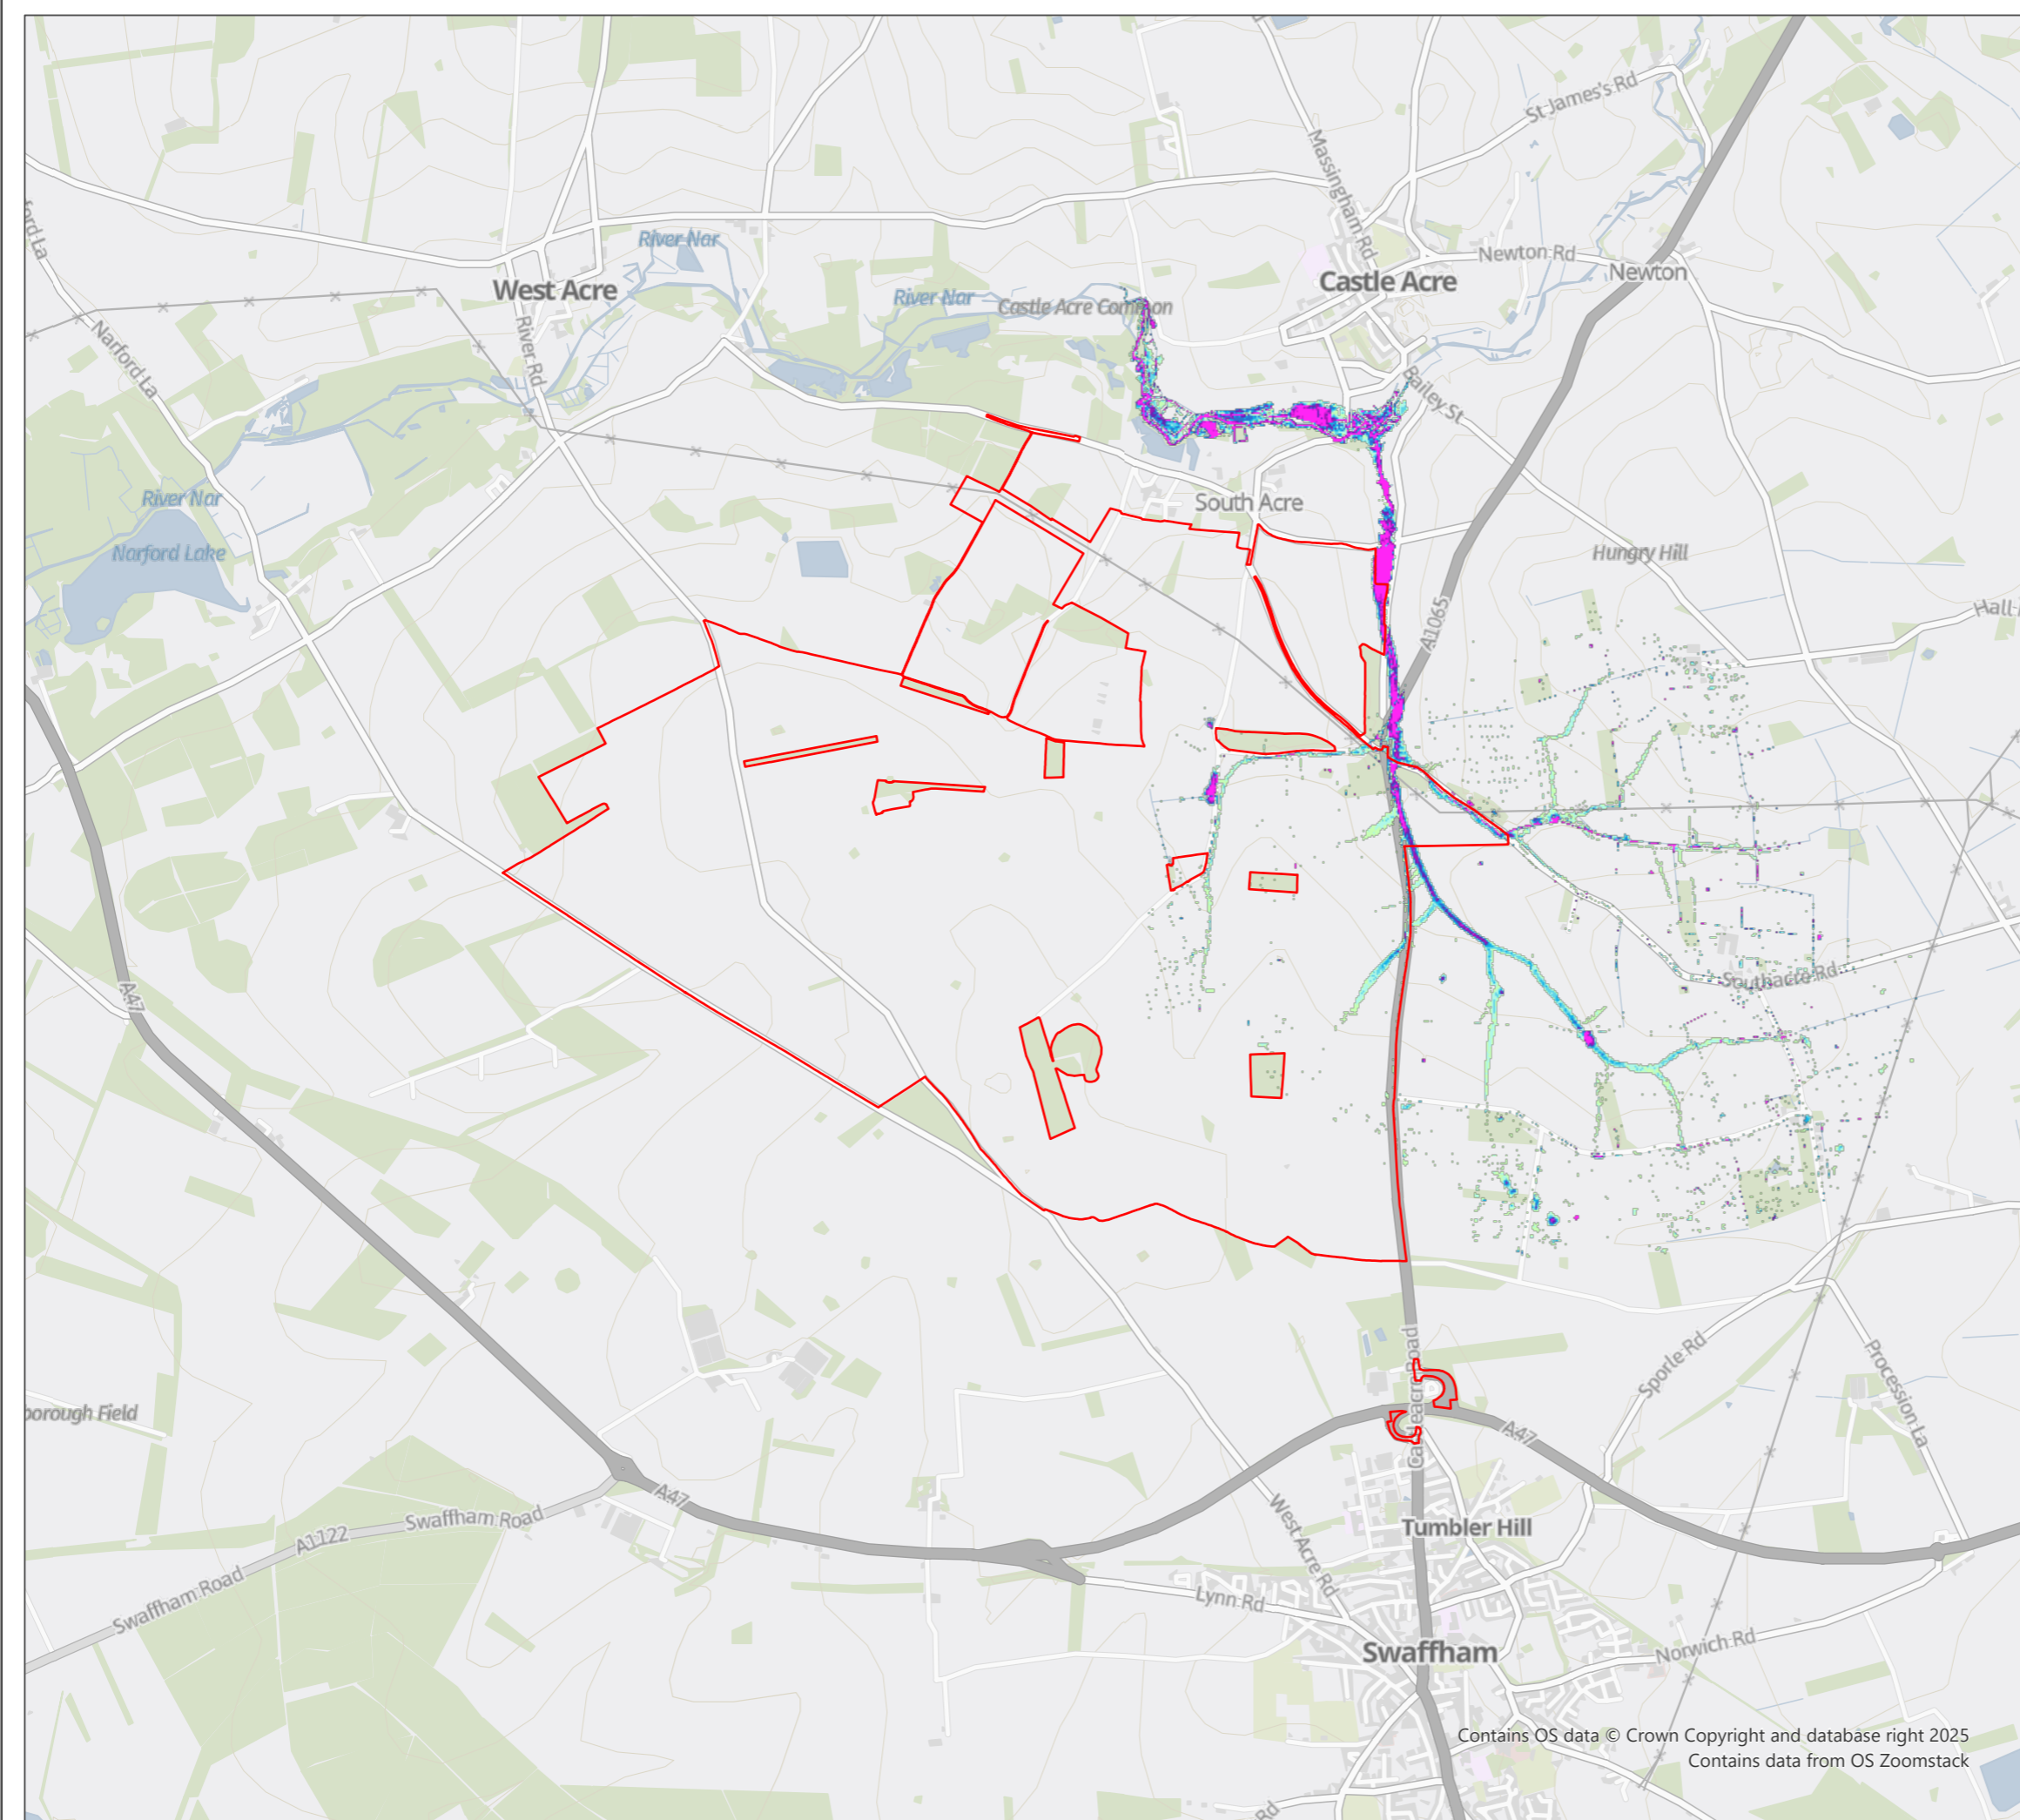 St James's Rd
Massingham Rd
ford La
River Nar
Newton Rd
Newton
West Acre
River Nar
Castle Acre Common
Castle Acre
Narford La
River Rd
Bailey St
River Nar
South Acre
Narford Lake
Hungry Hill
A1065
Hall
A47
Southacre Rd
Castleacre Road
Sporle Rd
Procession La
borough Field
A47
A47
West Acre Rd
Swaffham Road
A1122
Tumbler Hill
Swaffham Road
Lynn Rd
Swaffham
Norwich Rd
Contains OS data © Crown Copyright and database right 2025
Contains data from OS Zoomstack
Rd